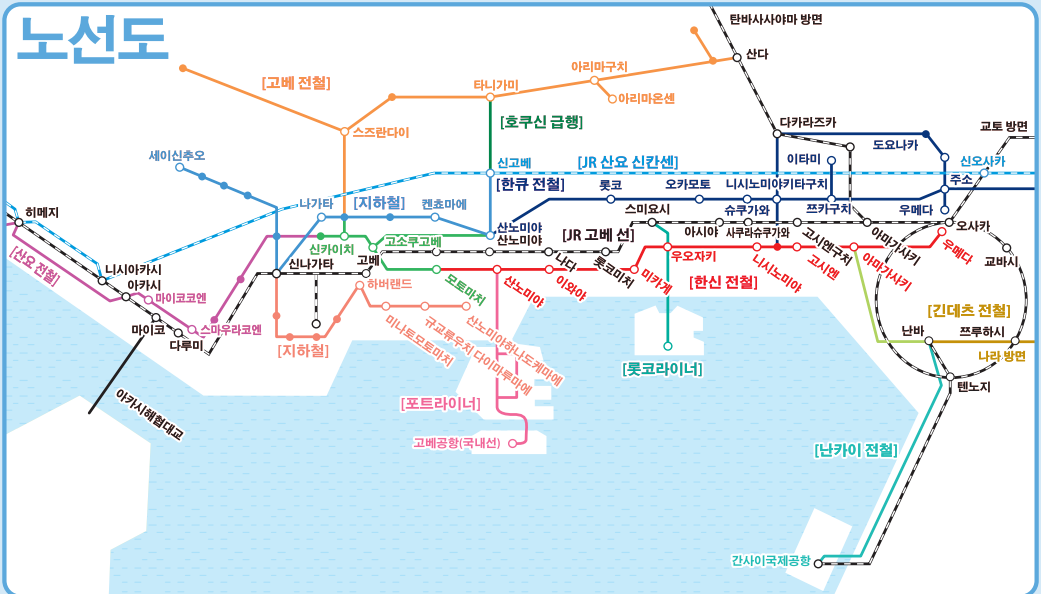 노선도
탄바사사야마 방면
산다
아리마구치
[고베 전철]
타니가미
아리마온센
스즈란다이
[호쿠신 급행]
다카라즈카
교토 방면
도요나카
세이신추오
신고베
[JR 산요 신칸센]
이타미
신오사카
[한큐 전철]
롯코
오카모토
니시노미야키타구치
주소
나가타
[지하철]
켄쵸마에
히메지
스미요시
슈쿠가와
쯔카구치
우메다
산노미야
산노미야
[JR 고베 선]
아시야
사쿠라슈쿠가와
고시엔구치
아마가사키
오사카
신카이치
고소쿠고베
[산요 전철]
니시아카시
신나가타
고베
나다
롯코미치
우오자키
우메다
교바시
아카시
마이코코엔
하버랜드
모토마치
산노미야
이와야
미카게
[한신 전철]
니시노미야
고시엔
아마가사키
[긴데츠 전철]
마이코
스마우라코엔
다루미
[지하철]
미나토모토마치
규교류우치 다이마루마에
산노미야하나도케마에
난바
쯔루하시
나라 방면
[롯코라이너]
텐노지
아카시해협대교
[포트라이너]
고베공항(국내선)
[난카이 전철]
간사이국제공항